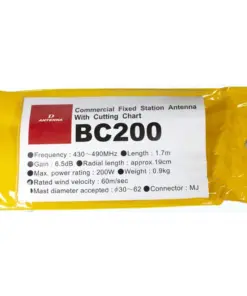 D
ANTENNA
Commercial Fixed Station Antenna
With Cutting Chart
BC200
●Frequency : 430～490MHz ●Length : 1.7m
●Gain : 6.5dB ●Radial length : approx.19cm
●Max. power rating : 200W ●Weight : 0.9kg
●Rated wind velocity : 60m/sec
●Mast diameter accepted : #30～62 ●Connector : MJ